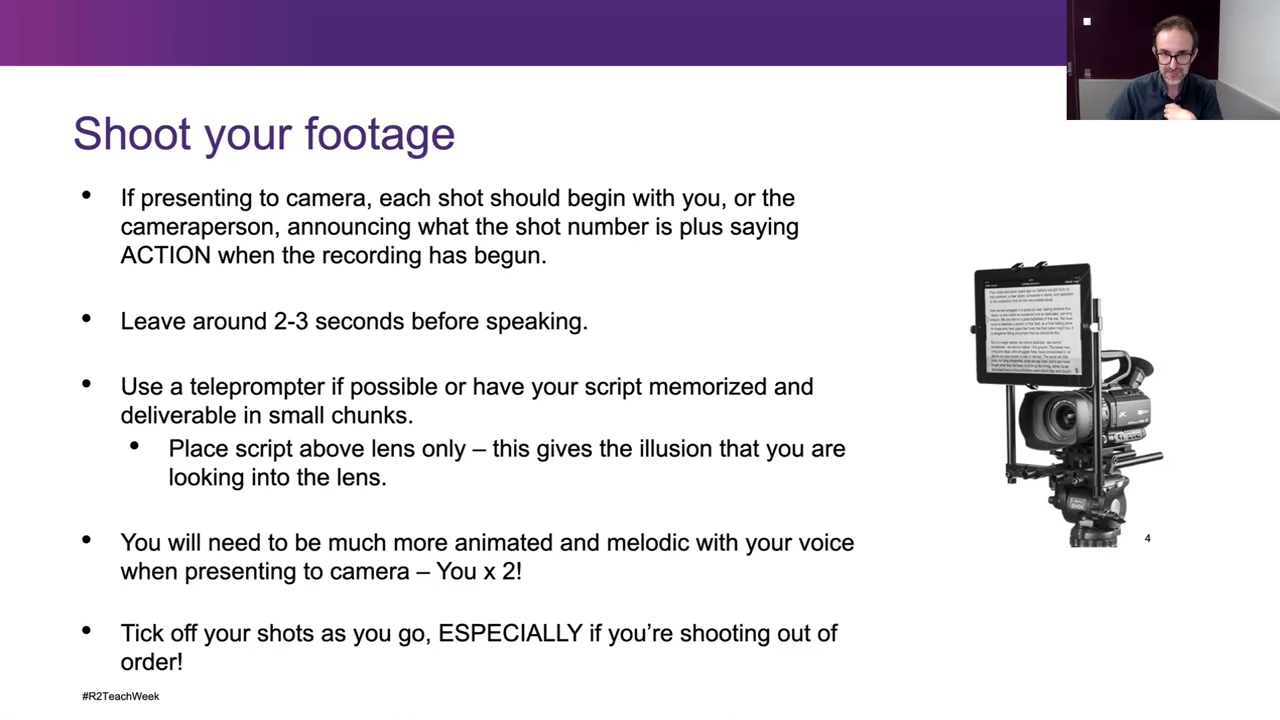 Shoot your footage
• If presenting to camera, each shot should begin with you, or the
cameraperson, announcing what the shot number is plus saying
ACTION when the recording has begun.
• Leave around 2-3 seconds before speaking.
• Use a teleprompter if possible or have your script memorized and
deliverable in small chunks.
• Place script above lens only – this gives the illusion that you are
looking into the lens.
• You will need to be much more animated and melodic with your voice
when presenting to camera – You x 2!
• Tick off your shots as you go, ESPECIALLY if you’re shooting out of
order!
4
#R2TeachWeek